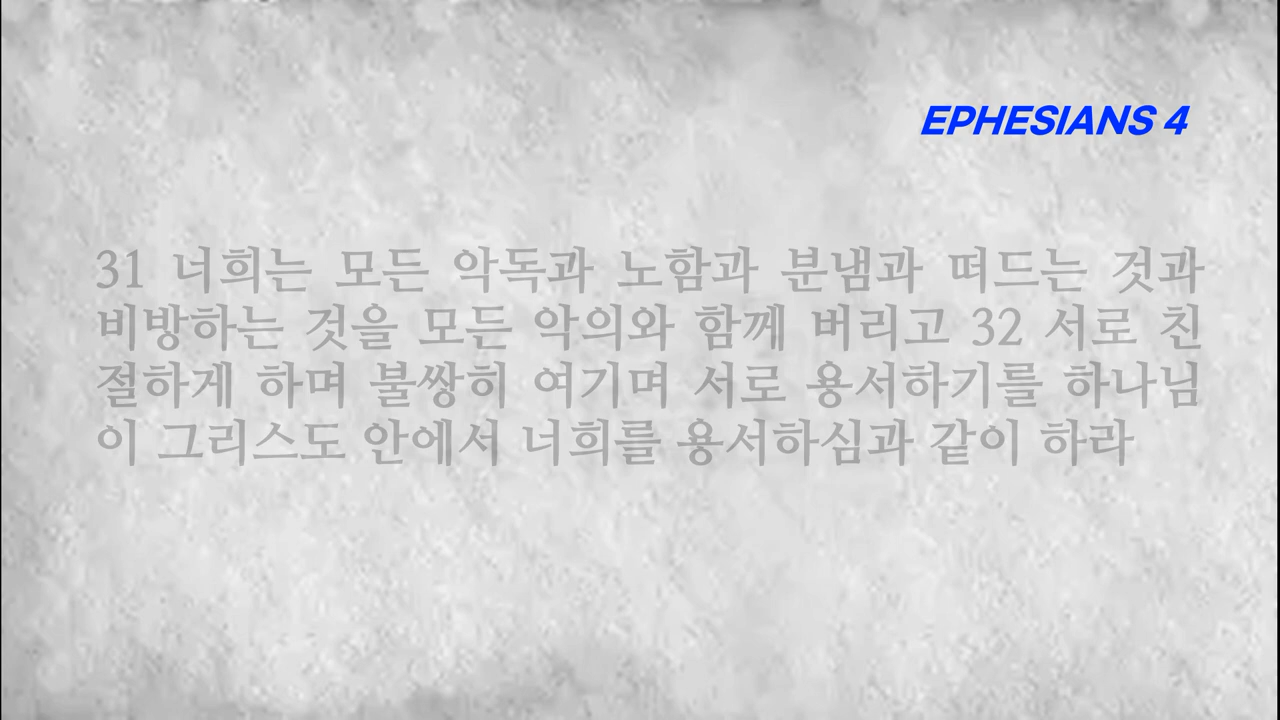 EPHESIANS 4
31 너희는 모든 악독과 노함과 분냄과 떠드는 것과
비방하는 것을 모든 악의와 함께 버리고 32 서로 친
절하게 하며 불쌍히 여기며 서로 용서하기를 하나님
이 그리스도 안에서 너희를 용서하심과 같이 하라